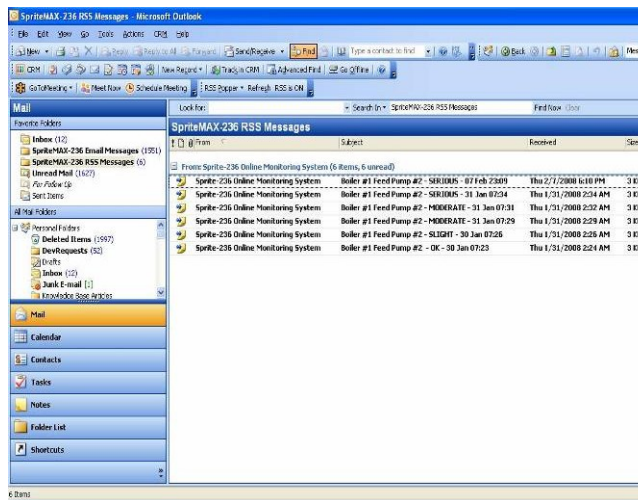 SpriteMAX-236 RSS Messages - Microsoft Outlook
File Edit View Go Tools Actions CRM Help
New Reply Reply to All Forward Send/Receive Find Type a contact to find Back
CRM New Record Track in CRM Advanced Find Go Offline
GoToMeeting Meet Now Schedule Meeting RSS Popper Refresh RSS is ON
Mail
Look for: Search In SpriteMAX-236 RSS Messages Find Now Clear
Favorite Folders
Inbox (12)
SpriteMAX-236 Email Messages (1551)
SpriteMAX-236 RSS Messages (6)
Unread Mail (1627)
For Follow Up
Sent Items
All Mail Folders
Personal Folders
Deleted Items (1997)
DevRequests (52)
Drafts
Inbox (12)
Junk E-mail [1]
Knowledge Base Articles
Mail
Calendar
Contacts
Tasks
Notes
Folder List
Shortcuts
SpriteMAX-236 RSS Messages
From Subject Received Size
From: Sprite-236 Online Monitoring System (6 items, 6 unread)
Sprite-236 Online Monitoring System Boiler #1 Feed Pump #2 - SERIOUS - 07 Feb 23:09 Thu 2/7/2008 6:10 PM 3 K
Sprite-236 Online Monitoring System Boiler #1 Feed Pump #2 - SERIOUS - 31 Jan 07:34 Thu 1/31/2008 2:34 AM 3 K
Sprite-236 Online Monitoring System Boiler #1 Feed Pump #2 - MODERATE - 31 Jan 07:31 Thu 1/31/2008 2:32 AM 3 K
Sprite-236 Online Monitoring System Boiler #1 Feed Pump #2 - MODERATE - 31 Jan 07:29 Thu 1/31/2008 2:29 AM 3 K
Sprite-236 Online Monitoring System Boiler #1 Feed Pump #2 - SLIGHT - 30 Jan 07:26 Thu 1/31/2008 2:26 AM 3 K
Sprite-236 Online Monitoring System Boiler #1 Feed Pump #2 - OK - 30 Jan 07:23 Thu 1/31/2008 2:24 AM 3 K
6 Items